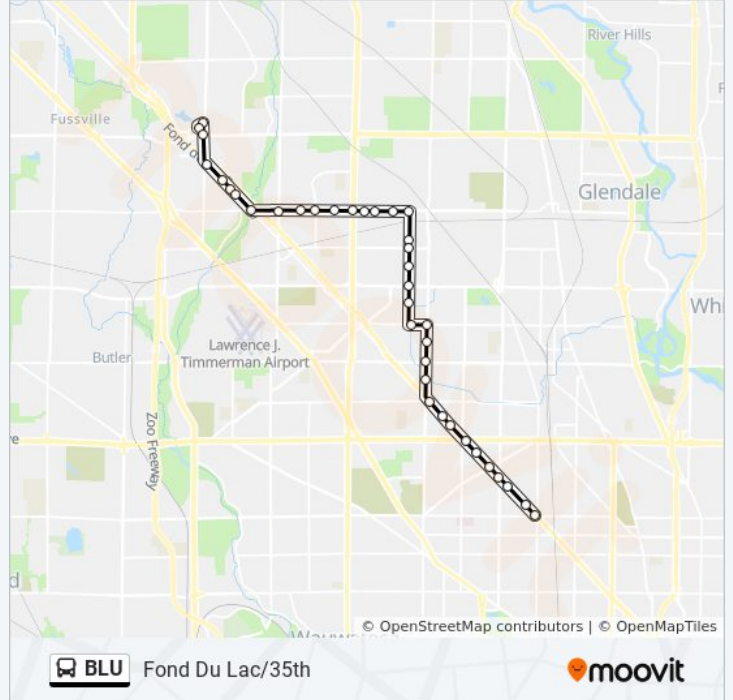 River Hills
Fussville
Fond d
Glendale
Whi
Lawrence J.
Timmerman Airport
Butler
Zoo Freeway
© OpenStreetMap contributors | © OpenMapTiles
BLU Fond Du Lac/35th
moovit